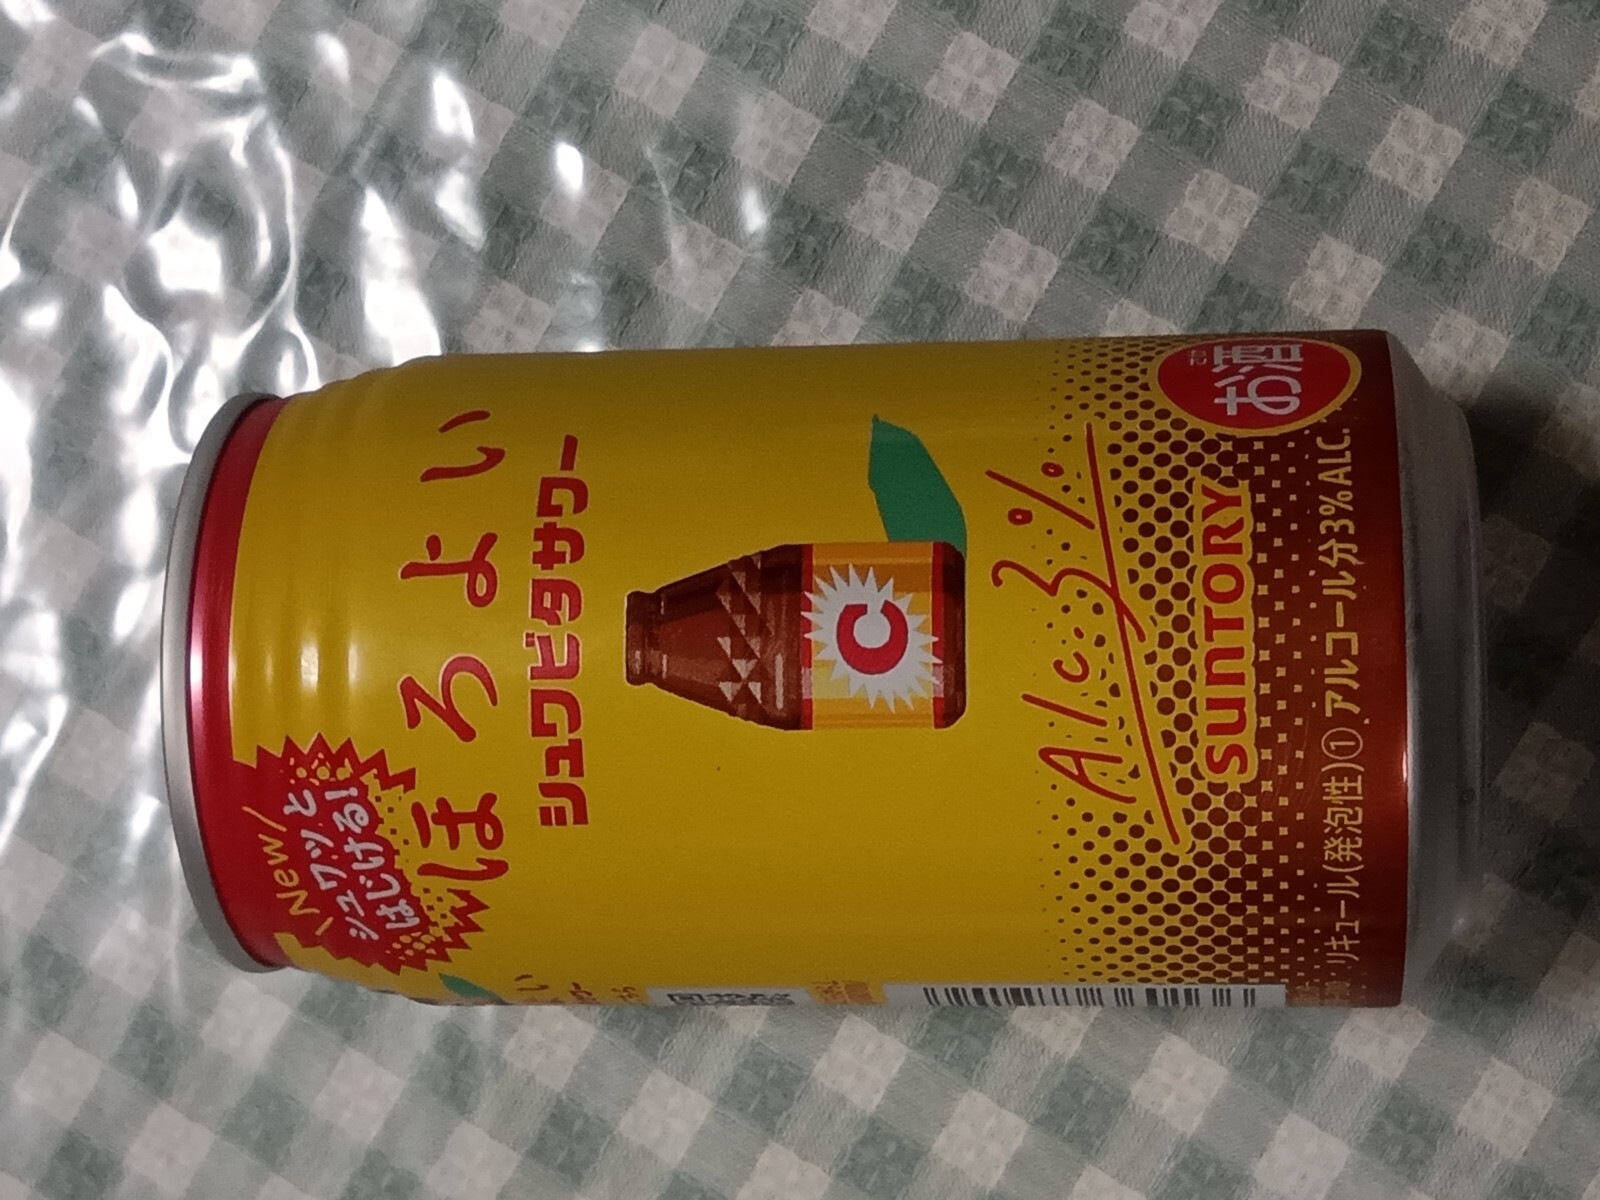 \New/
シュワッと
はじける!
ほろよい
シュワビタサワー
C
Alc.3%
SUNTORY
さけ
お酒
リキュール(発泡性)① アルコール分3%ALC.